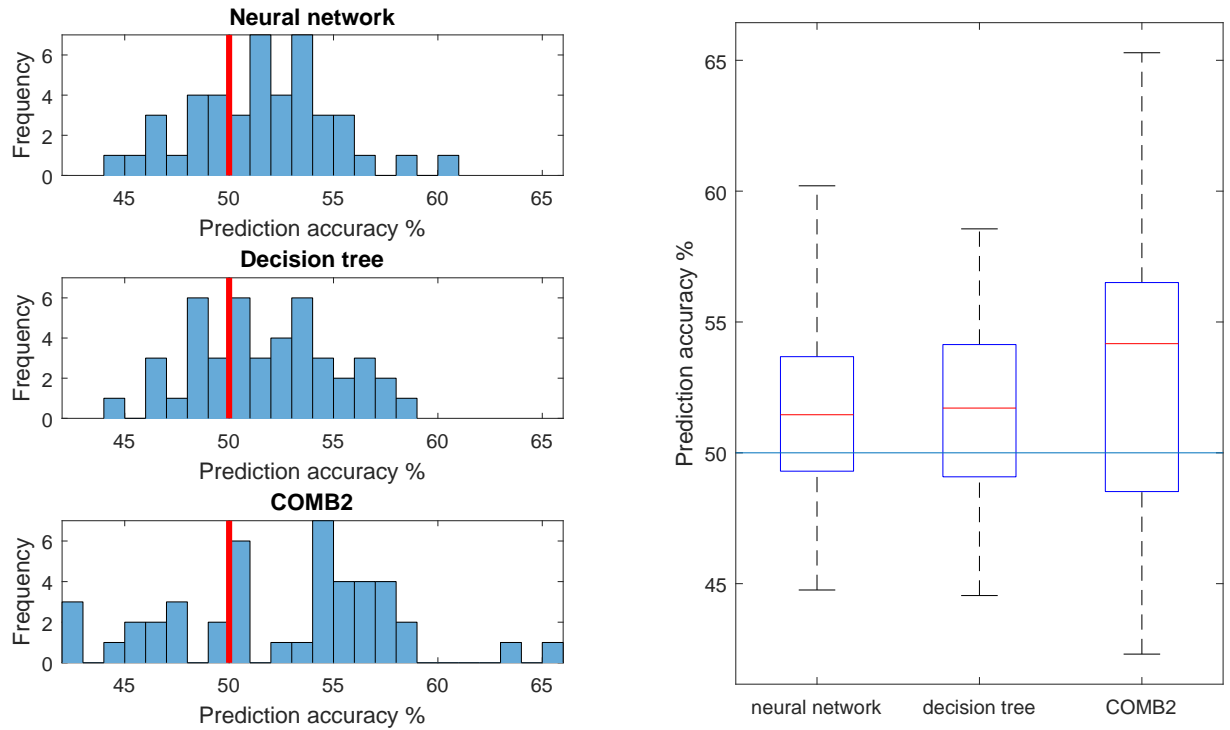 Neural network
Frequency
6
4
2
0
45 50 55 60 65
Prediction accuracy %
Decision tree
Frequency
6
4
2
0
45 50 55 60 65
Prediction accuracy %
COMB2
Frequency
6
4
2
0
45 50 55 60 65
Prediction accuracy %
Prediction accuracy %
65
60
55
50
45
neural network decision tree COMB2